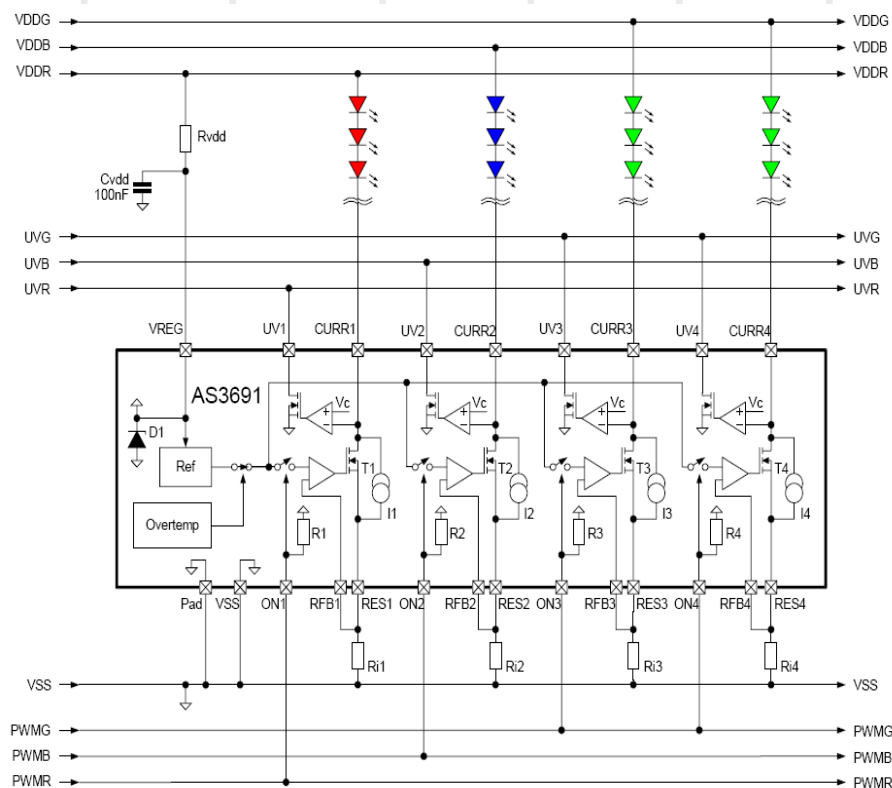 VDDG VDDG
VDDB VDDB
VDDR VDDR
Rvdd
Cvdd
100nF
UVG UVG
UVB UVB
UVR UVR
VREG UV1 CURR1 UV2 CURR2 UV3 CURR3 UV4 CURR4
AS3691
Vc Vc Vc Vc
+ + + +
− − − −
D1
Ref
T1 T2 T3 T4
Overtemp
R1 I1 R2 I2 R3 I3 R4 I4
Pad VSS ON1 RFB1 RES1 ON2 RFB2 RES2 ON3 RFB3 RES3 ON4 RFB4 RES4
Ri1 Ri2 Ri3 Ri4
VSS VSS
PWMG PWMG
PWMB PWMB
PWMR PWMR